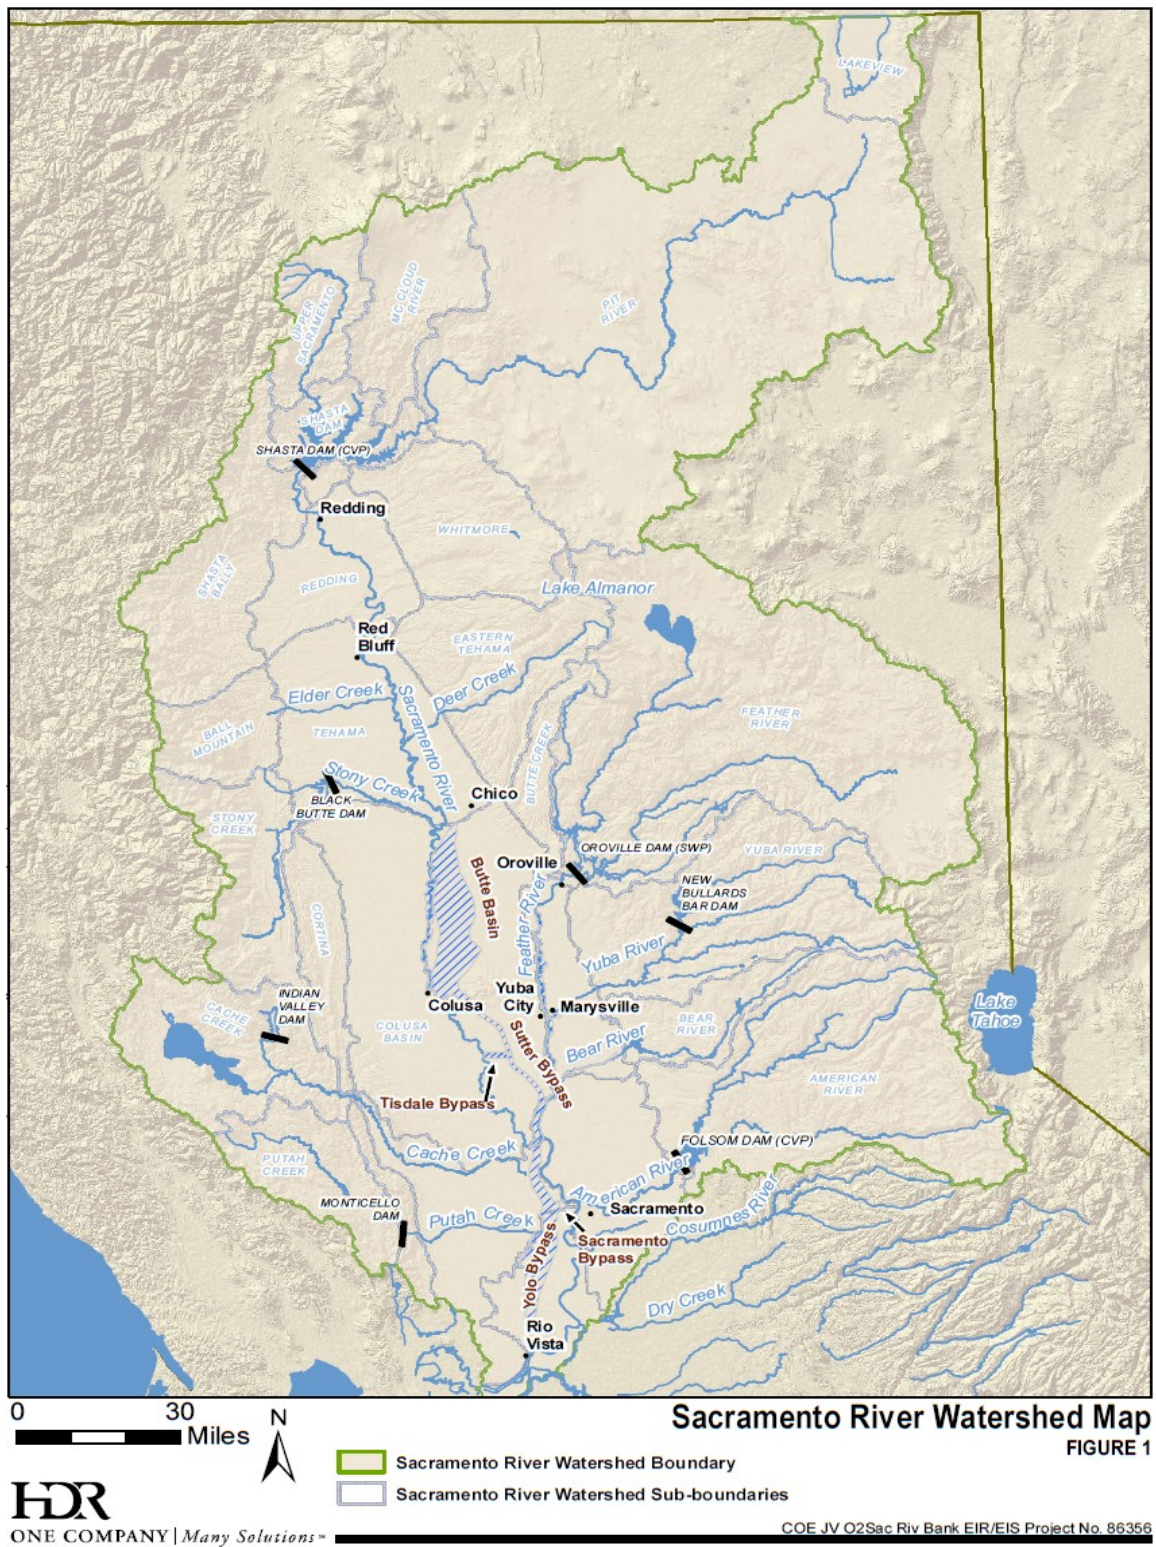 LAKEVIEW
UPPER
SACRAMENTO
MC CLOUD
RIVER
PIT
RIVER
SHASTA
DAM
SHASTA DAM (CVP)
Redding
WHITMORE
SHASTA
BALLY
REDDING
Lake Almanor
Red
Bluff
EASTERN
TEHAMA
Elder Creek
Sacramento River
Deer Creek
BALL
MOUNTAIN
TEHAMA
BUTTE CREEK
FEATHER
RIVER
Stony Creek
BLACK
BUTTE DAM
Chico
STONY
CREEK
OROVILLE DAM (SWP)
YUBA RIVER
Oroville
Butte Basin
NEW
BULLARDS
BAR DAM
CORTINA
Feather River
Yuba River
INDIAN
VALLEY
DAM
Yuba
City
Colusa
Marysville
Lake
Tahoe
CACHE
CREEK
COLUSA
BASIN
Sutter Bypass
BEAR
RIVER
Bear River
AMERICAN
RIVER
Tisdale Bypass
FOLSOM DAM (CVP)
Cache Creek
PUTAH
CREEK
American River
MONTICELLO
DAM
Putah Creek
Sacramento
Cosumnes River
Sacramento
Bypass
Yolo Bypass
Dry Creek
Rio
Vista
0 30
Miles
N
Sacramento River Watershed Map
FIGURE 1
Sacramento River Watershed Boundary
Sacramento River Watershed Sub-boundaries
HDR
ONE COMPANY | Many Solutions℠
COE JV O2Sac Riv Bank EIR/EIS Project No. 86356